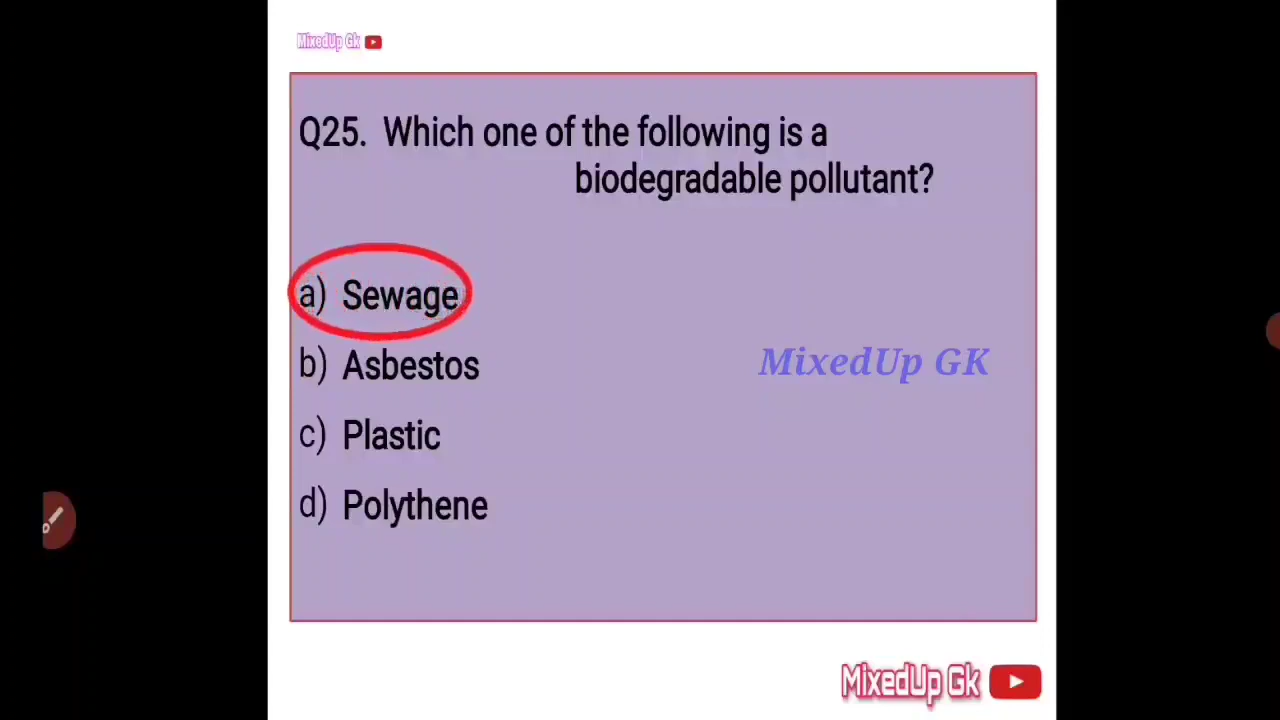 MixedUp Gk
Q25. Which one of the following is a
biodegradable pollutant?
a) Sewage
b) Asbestos
MixedUp GK
c) Plastic
d) Polythene
MixedUp Gk